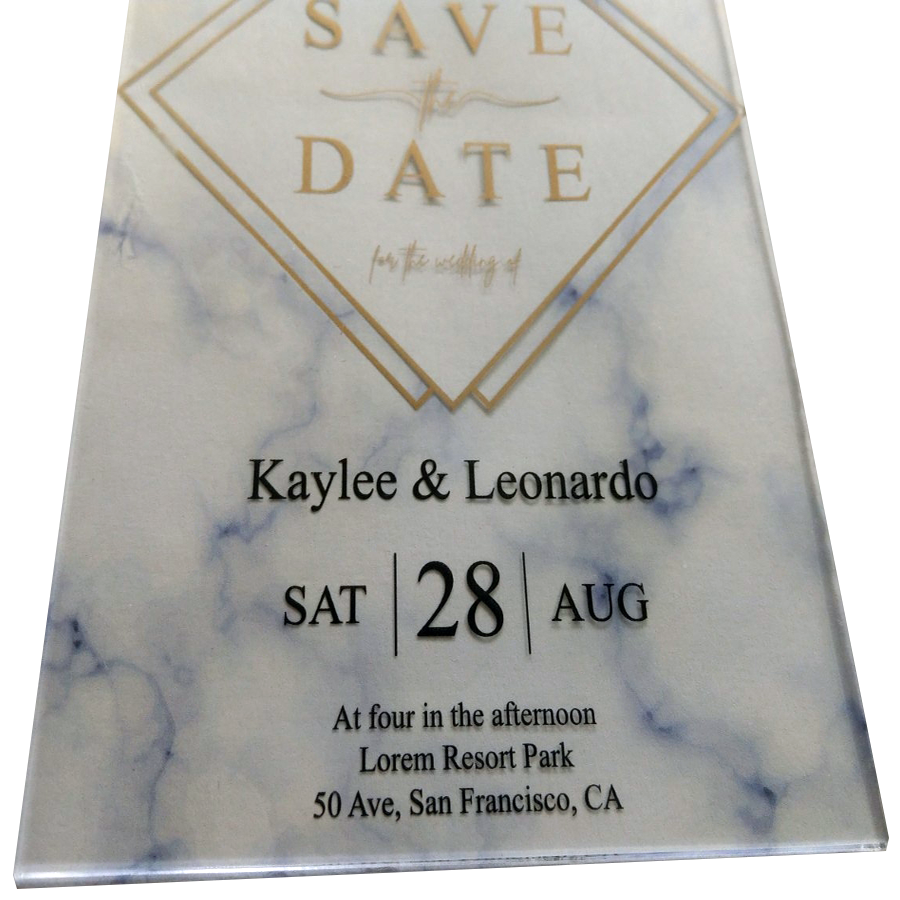 SAVE
the
DATE
for the wedding of
Kaylee & Leonardo
SAT 28 AUG
At four in the afternoon
Lorem Resort Park
50 Ave, San Francisco, CA